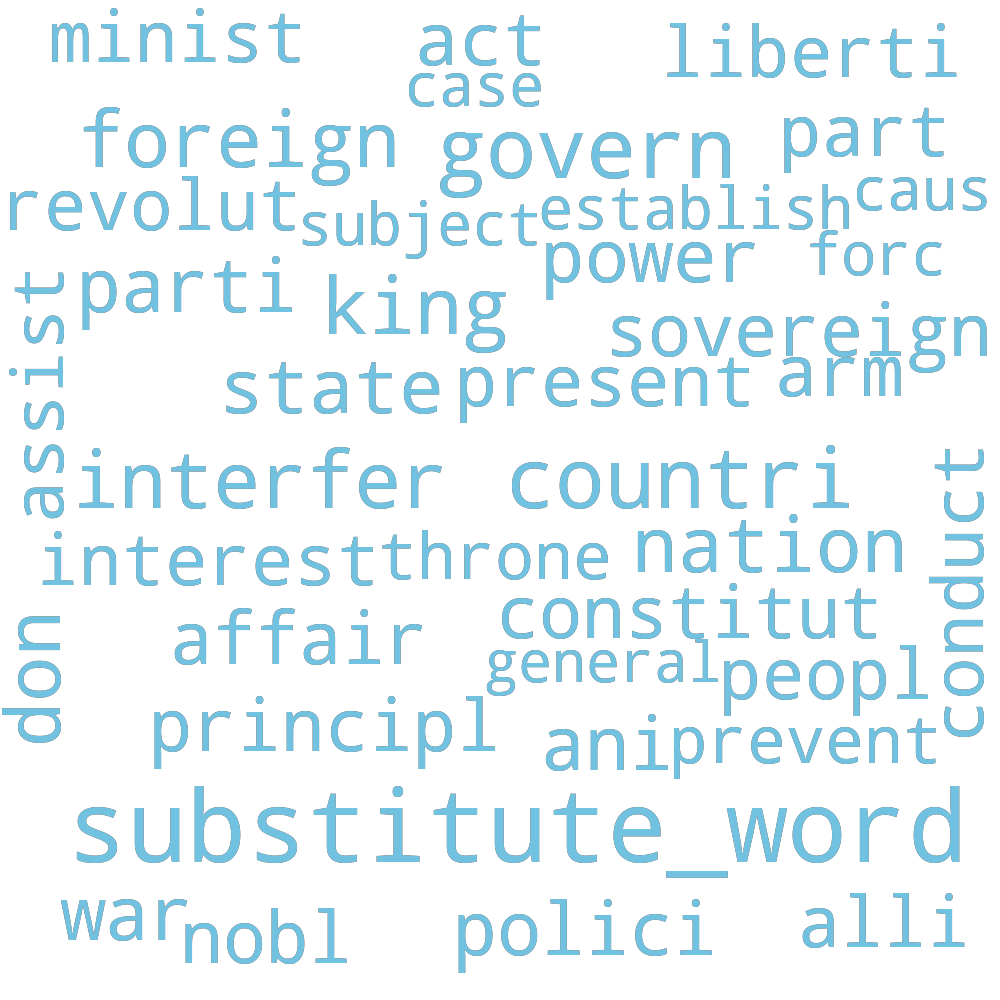 minist act liberti
case
foreign govern part
revolut subject establish caus
power forc
assist parti king sovereign
state present arm
interfer countri conduct
interest throne nation
don affair constitut
general peopl
principl ani prevent
substitute_word
war nobl polici alli